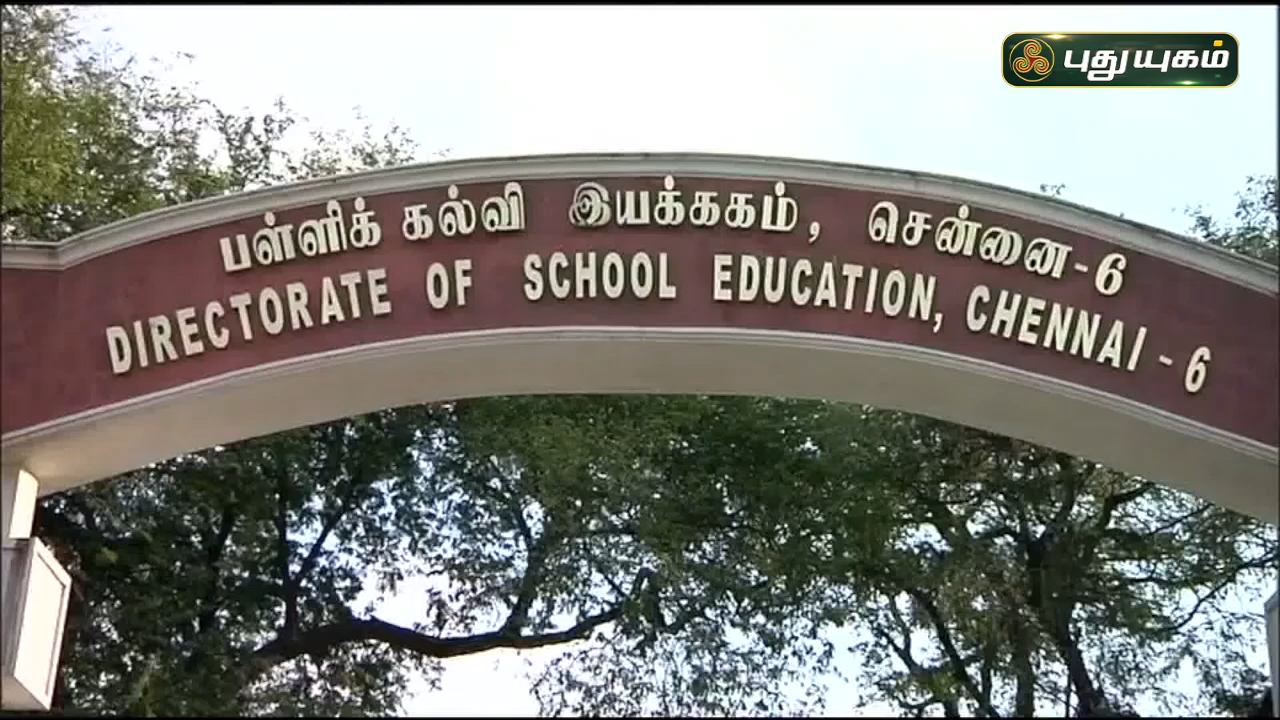 புதுயுகம்
பள்ளிக் கல்வி இயக்ககம், சென்னை-6
DIRECTORATE OF SCHOOL EDUCATION, CHENNAI - 6